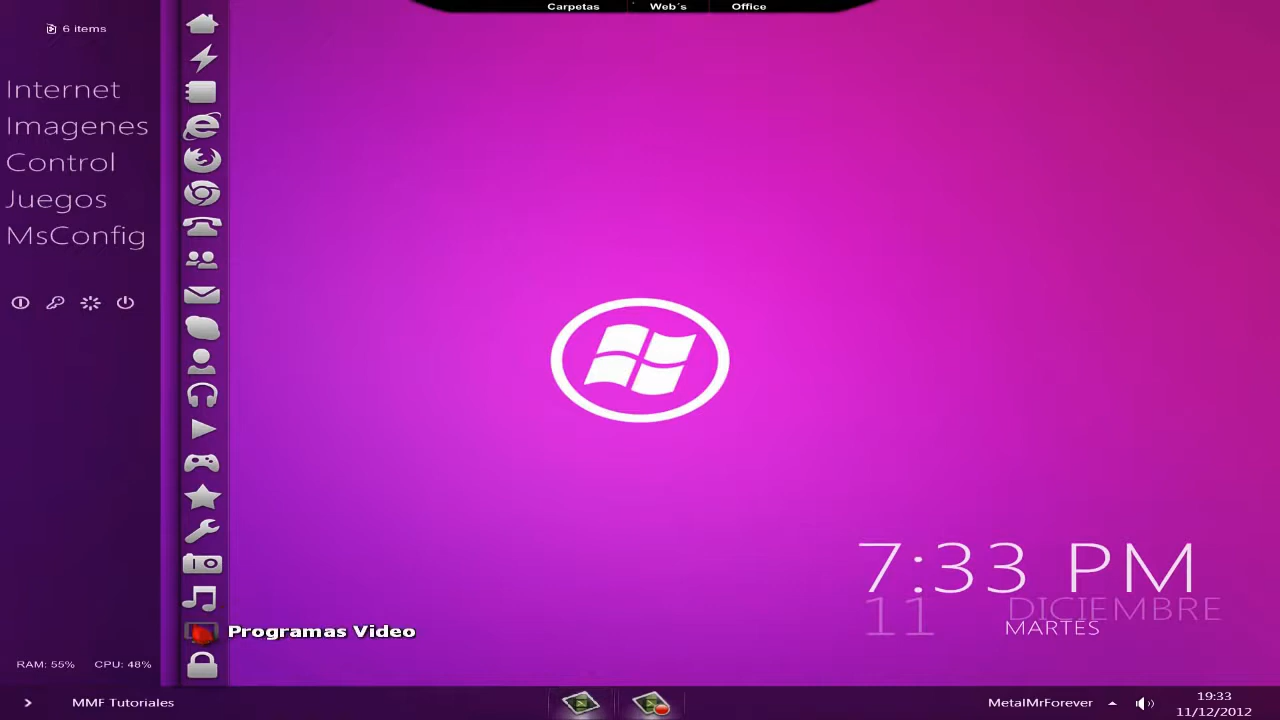 Carpetas Web´s Office
6 items
Internet
Imagenes
Control
Juegos
MsConfig
7:33 PM
11 DICIEMBRE
MARTES
Programas Video
RAM: 55% CPU: 48%
MMF Tutoriales
MetalMrForever
19:33
11/12/2012